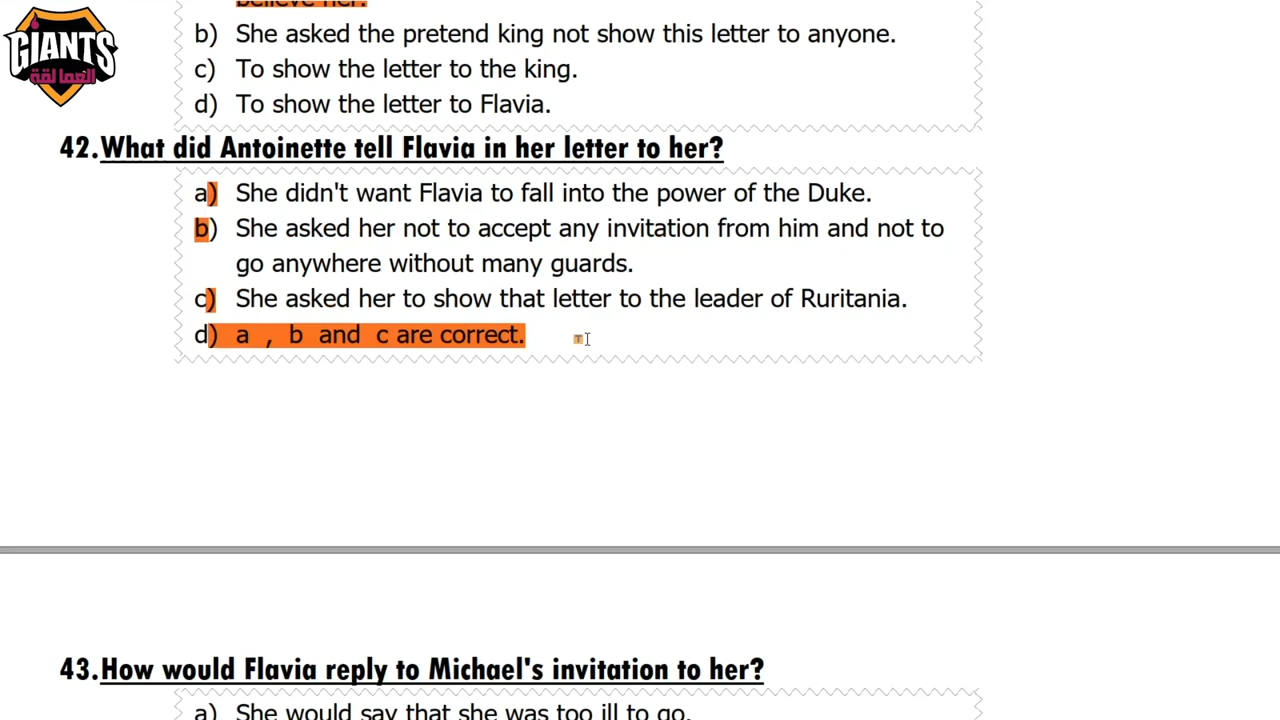 GIANTS
العمالقة
believe her.
b) She asked the pretend king not show this letter to anyone.
c) To show the letter to the king.
d) To show the letter to Flavia.
42.What did Antoinette tell Flavia in her letter to her?
a) She didn't want Flavia to fall into the power of the Duke.
b) She asked her not to accept any invitation from him and not to
go anywhere without many guards.
c) She asked her to show that letter to the leader of Ruritania.
d) a , b and c are correct.
43.How would Flavia reply to Michael's invitation to her?
a) She would say that she was too ill to go.